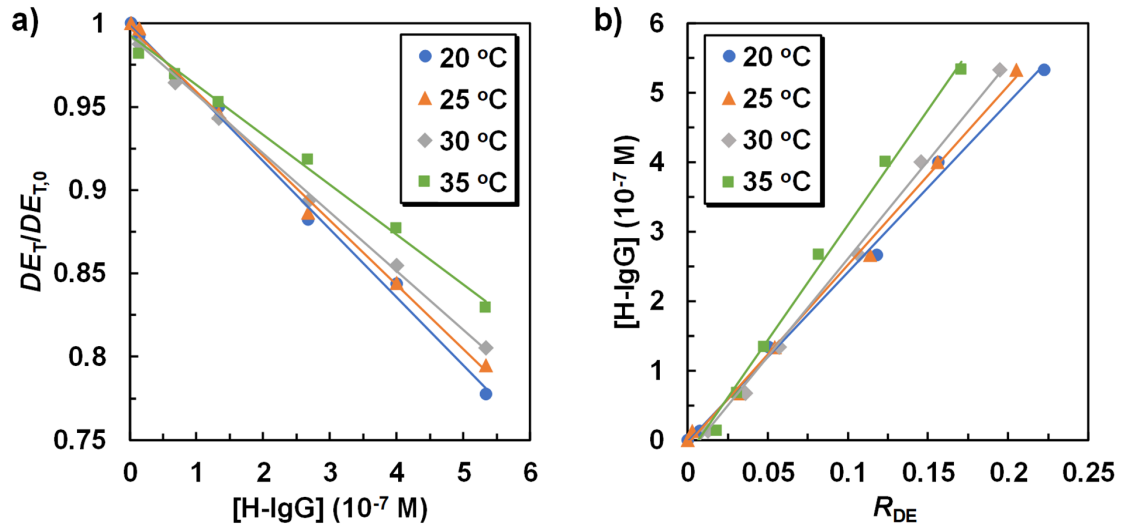 a)
1
0.95
0.9
0.85
0.8
0.75
DE_T/DE_T,0
0 1 2 3 4 5 6
[H-IgG] (10⁻⁷ M)
20 ºC
25 ºC
30 ºC
35 ºC
b)
6
5
4
3
2
1
0
[H-IgG] (10⁻⁷ M)
0 0.05 0.1 0.15 0.2 0.25
R_DE
20 ºC
25 ºC
30 ºC
35 ºC